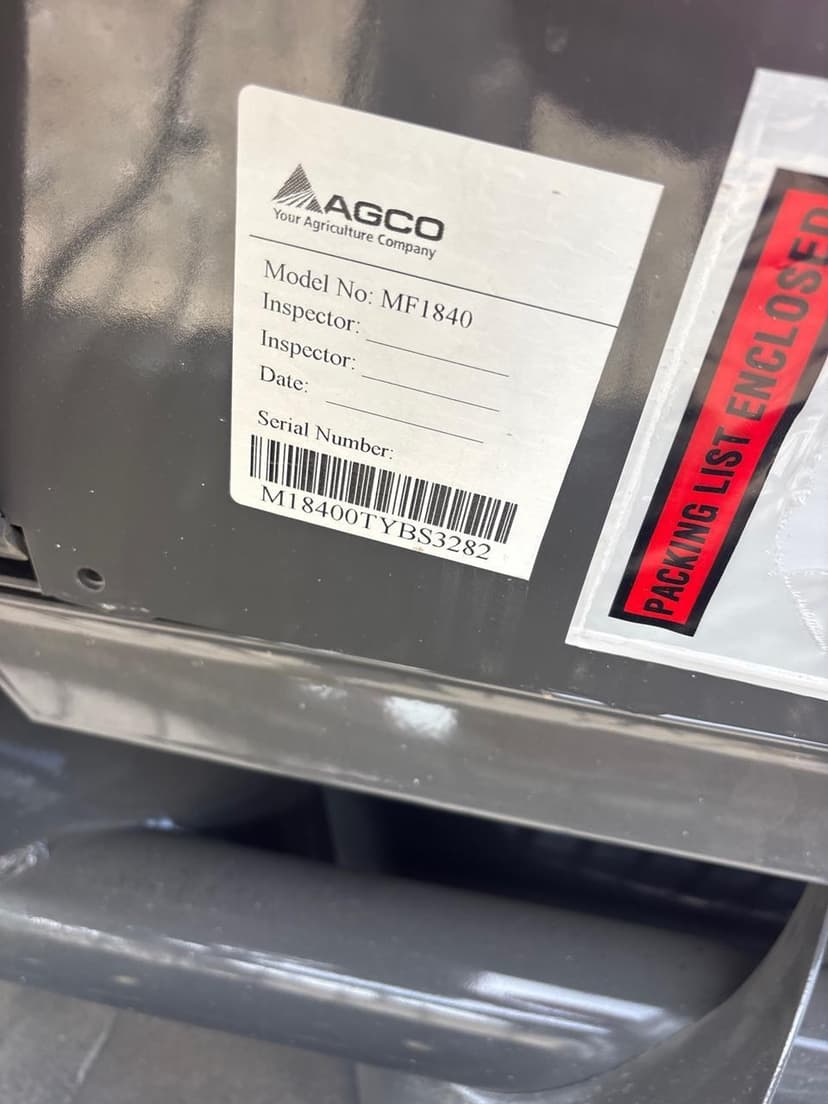 AGCO
Your Agriculture Company
Model No: MF1840
Inspector:
Inspector:
Date:
Serial Number:
M18400TYBS3282
PACKING LIST ENCLOSED